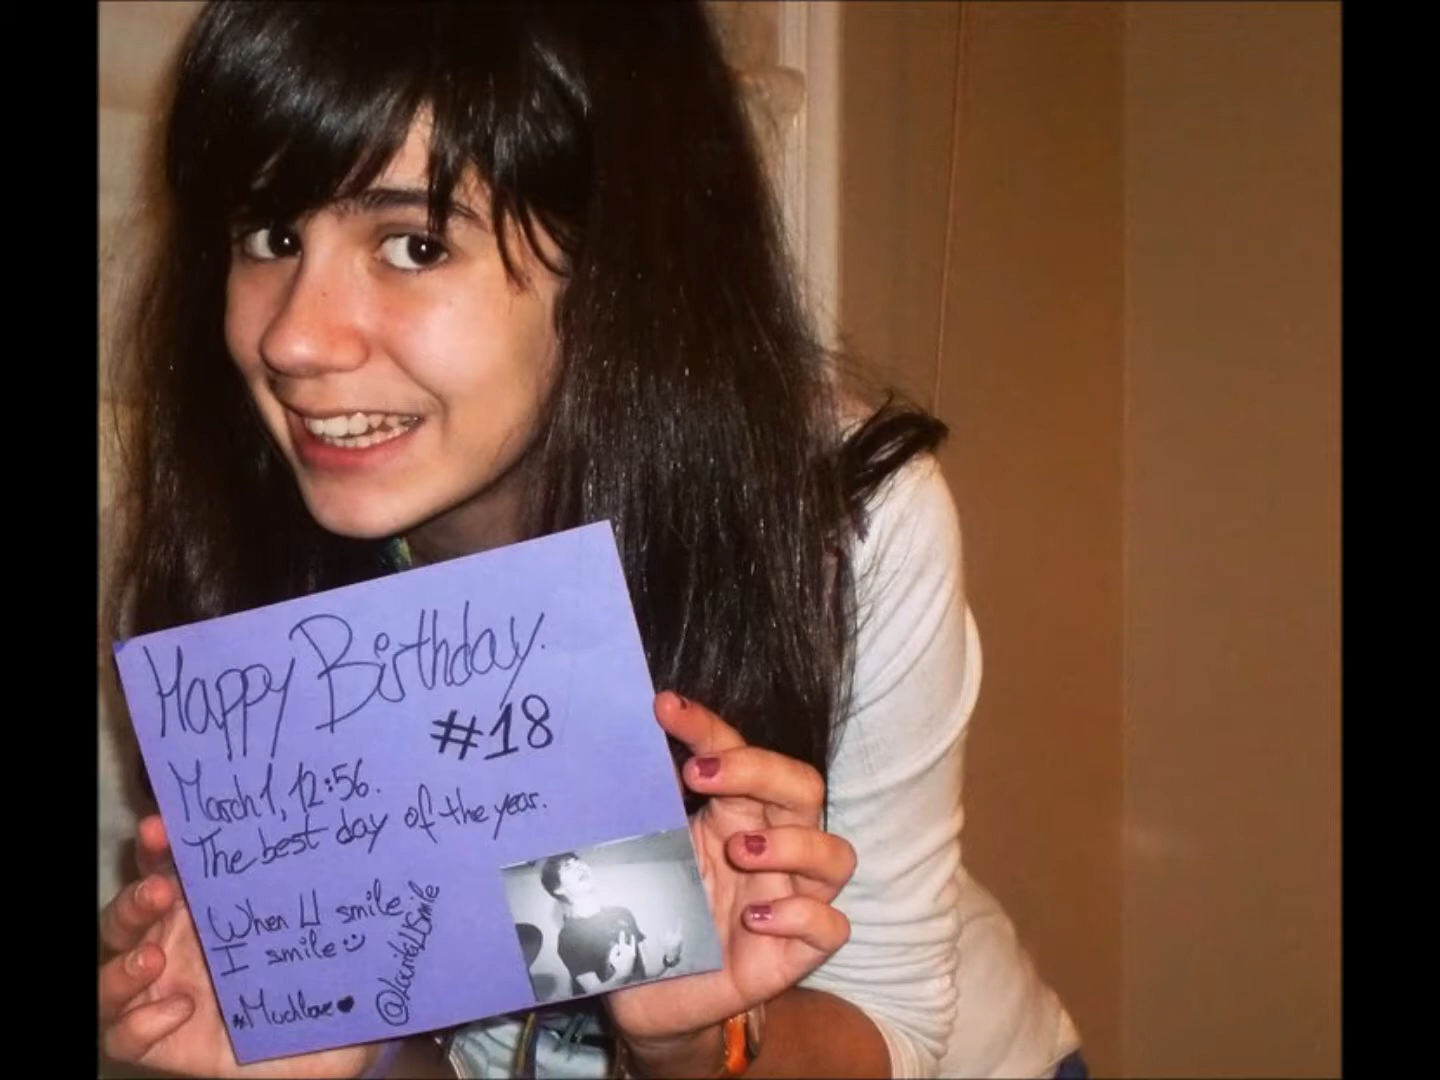 Happy Birthday.
#18
March 1, 12:56.
The best day of the year.
When U smile,
I smile
#Muchlove